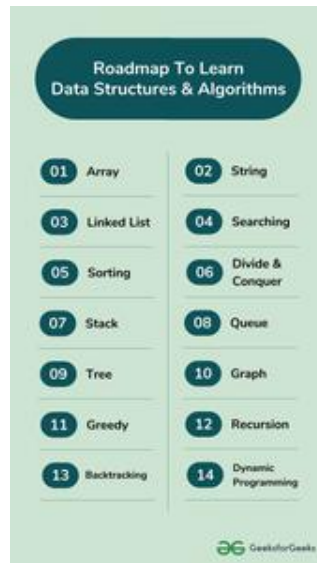 Roadmap To Learn
Data Structures & Algorithms
01 Array
02 String
03 Linked List
04 Searching
05 Sorting
06 Divide &
Conquer
07 Stack
08 Queue
09 Tree
10 Graph
11 Greedy
12 Recursion
13 Backtracking
14 Dynamic
Programming
GeeksforGeeks